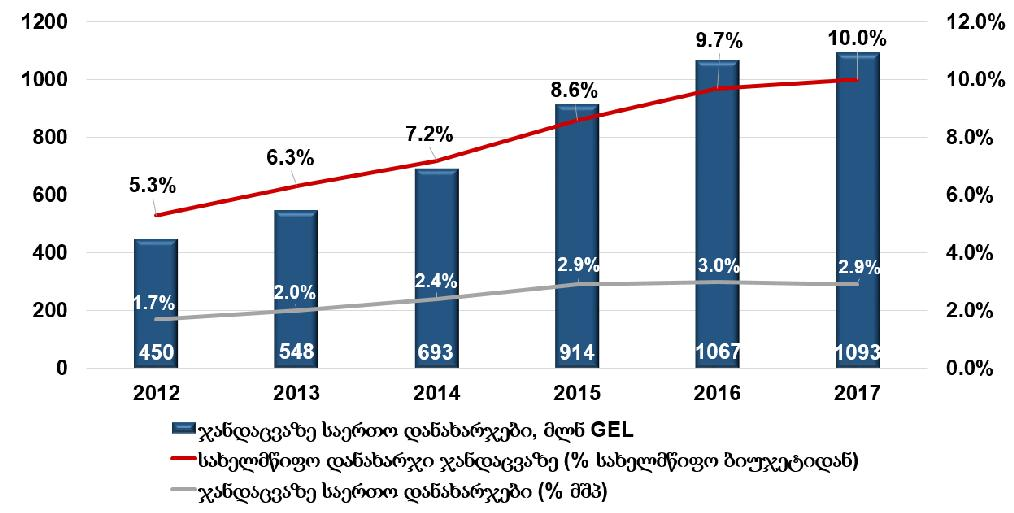 1200 12.0%
1000 10.0%
800 8.0%
600 6.0%
400 4.0%
200 2.0%
0 0.0%
5.3% 6.3% 7.2% 8.6% 9.7% 10.0%
1.7% 2.0% 2.4% 2.9% 3.0% 2.9%
450 548 693 914 1067 1093
2012 2013 2014 2015 2016 2017
ჯანდაცვაზე საერთო დანახარჯები, მლნ GEL
სახელმწიფო დანახარჯი ჯანდაცვაზე (% სახელმწიფო ბიუჯეტიდან)
ჯანდაცვაზე საერთო დანახარჯები (% მშპ)